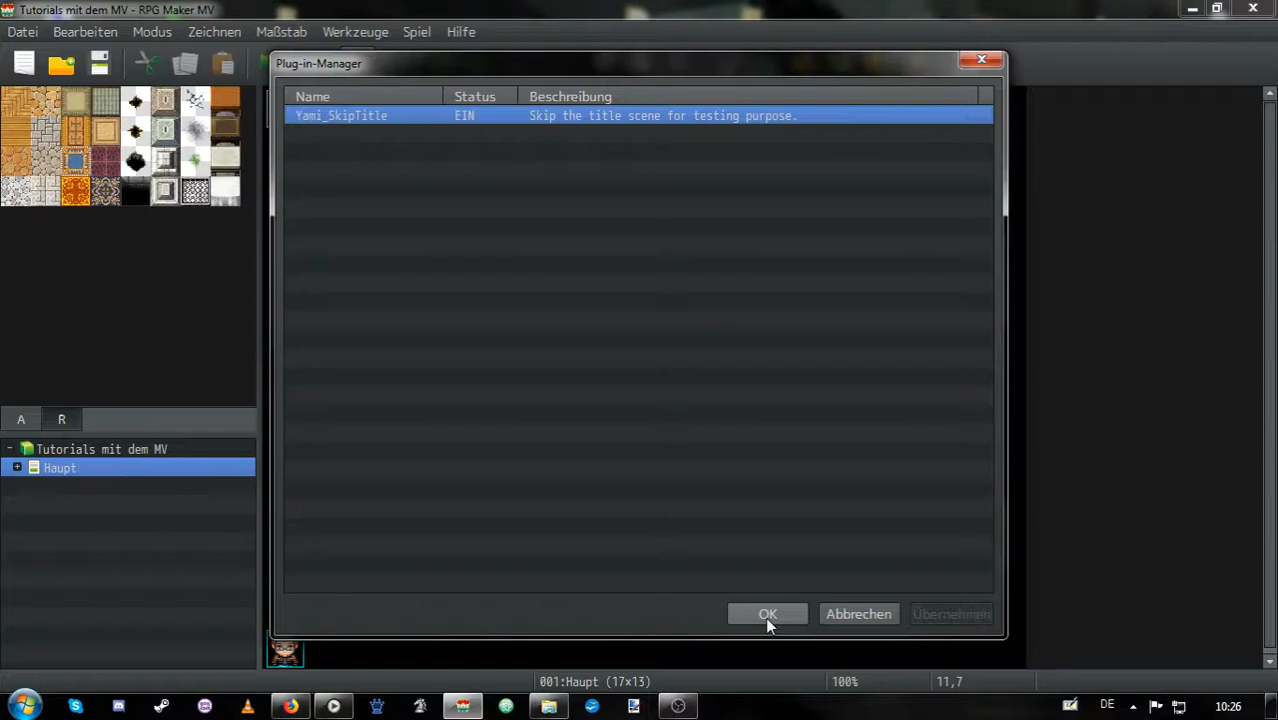 Tutorials mit dem MV - RPG Maker MV
Datei Bearbeiten Modus Zeichnen Maßstab Werkzeuge Spiel Hilfe
Plug-in-Manager
Name Status Beschreibung
Yami_SkipTitle EIN Skip the title scene for testing purpose.
A R
Tutorials mit dem MV
Haupt
OK Abbrechen Übernehmen
001:Haupt (17×13) 100% 11,7
DE 10:26